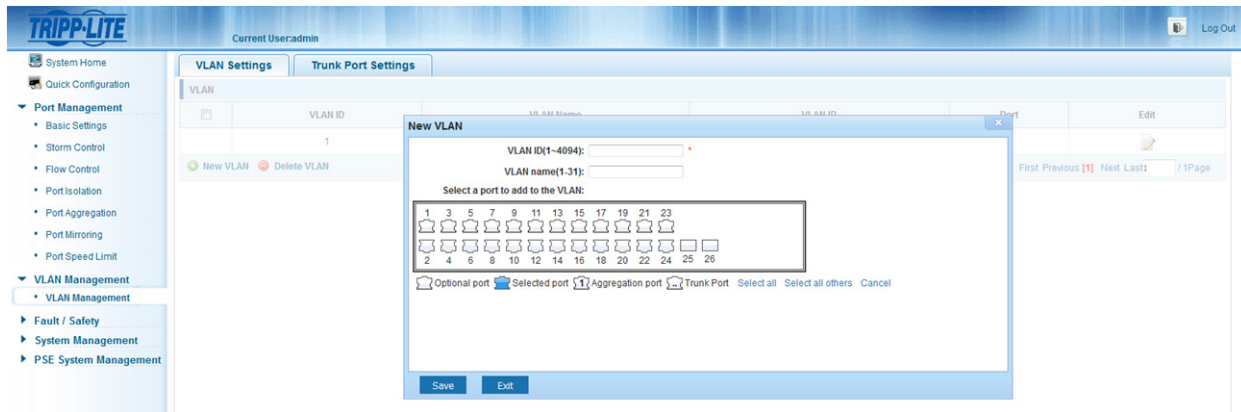 TRIPP·LITE
Current User:admin
Log Out
System Home
Quick Configuration
Port Management
Basic Settings
Storm Control
Flow Control
Port Isolation
Port Aggregation
Port Mirroring
Port Speed Limit
VLAN Management
VLAN Management
Fault / Safety
System Management
PSE System Management
VLAN Settings Trunk Port Settings
VLAN
VLAN ID VLAN Name VLAN IP Port Edit
1
New VLAN Delete VLAN
First Previous [1] Next Last 1 / 1Page
New VLAN
VLAN ID(1~4094): *
VLAN name(1-31):
Select a port to add to the VLAN:
1 3 5 7 9 11 13 15 17 19 21 23
2 4 6 8 10 12 14 16 18 20 22 24 25 26
Optional port Selected port 1 Aggregation port ... Trunk Port Select all Select all others Cancel
Save Exit